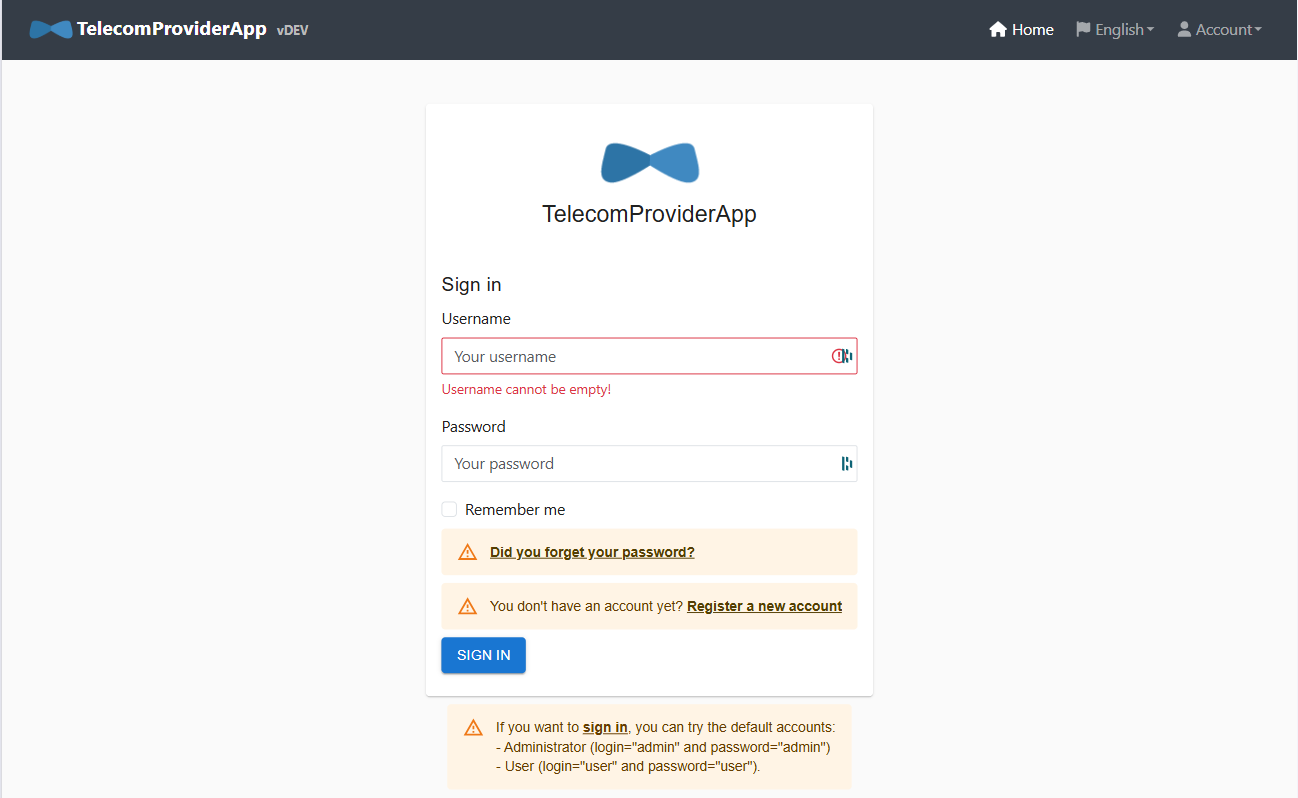 TelecomProviderApp vDEV
Home
English
Account
TelecomProviderApp
Sign in
Username
Your username
Username cannot be empty!
Password
Your password
Remember me
Did you forget your password?
You don't have an account yet? Register a new account
SIGN IN
If you want to sign in, you can try the default accounts:
- Administrator (login="admin" and password="admin")
- User (login="user" and password="user").